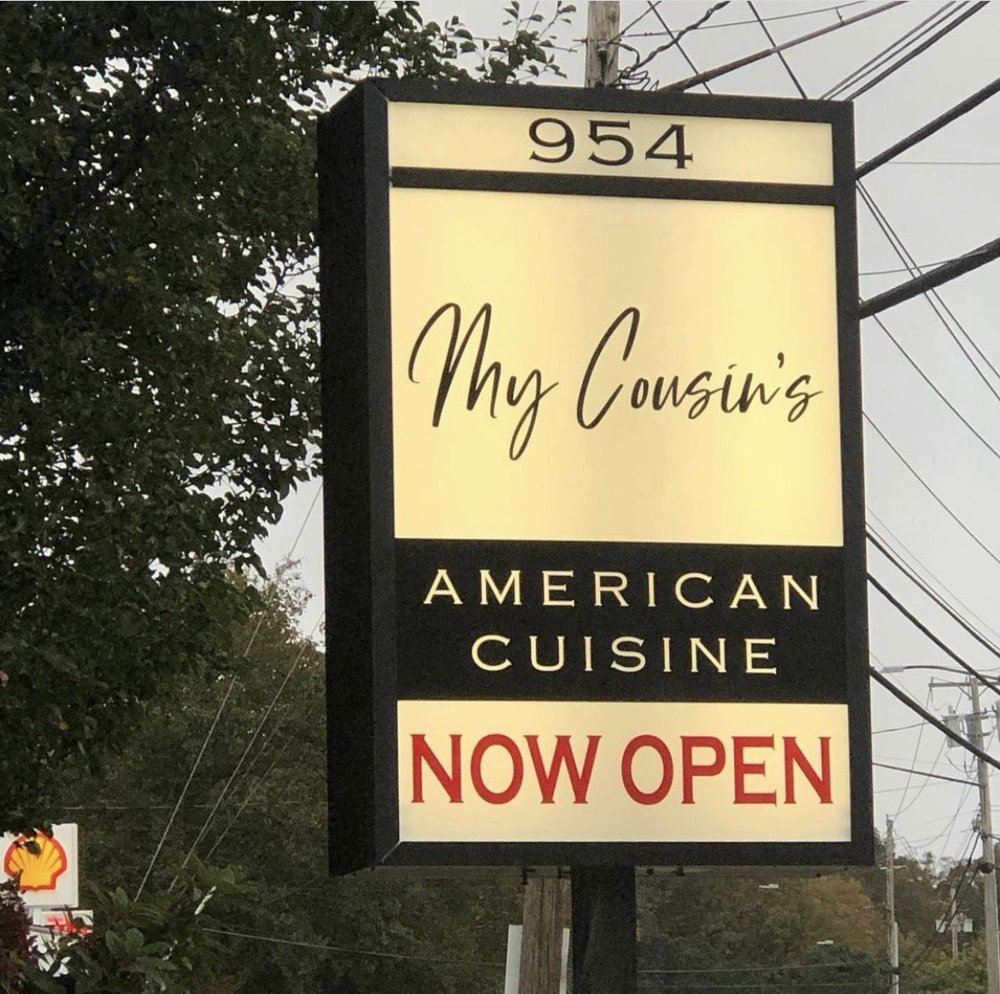 954
My Cousin's
AMERICAN
CUISINE
NOW OPEN